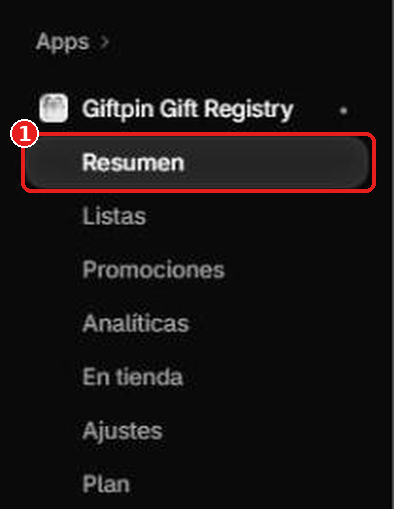 Apps >
Giftpin Gift Registry
1
Resumen
Listas
Promociones
Analíticas
En tienda
Ajustes
Plan